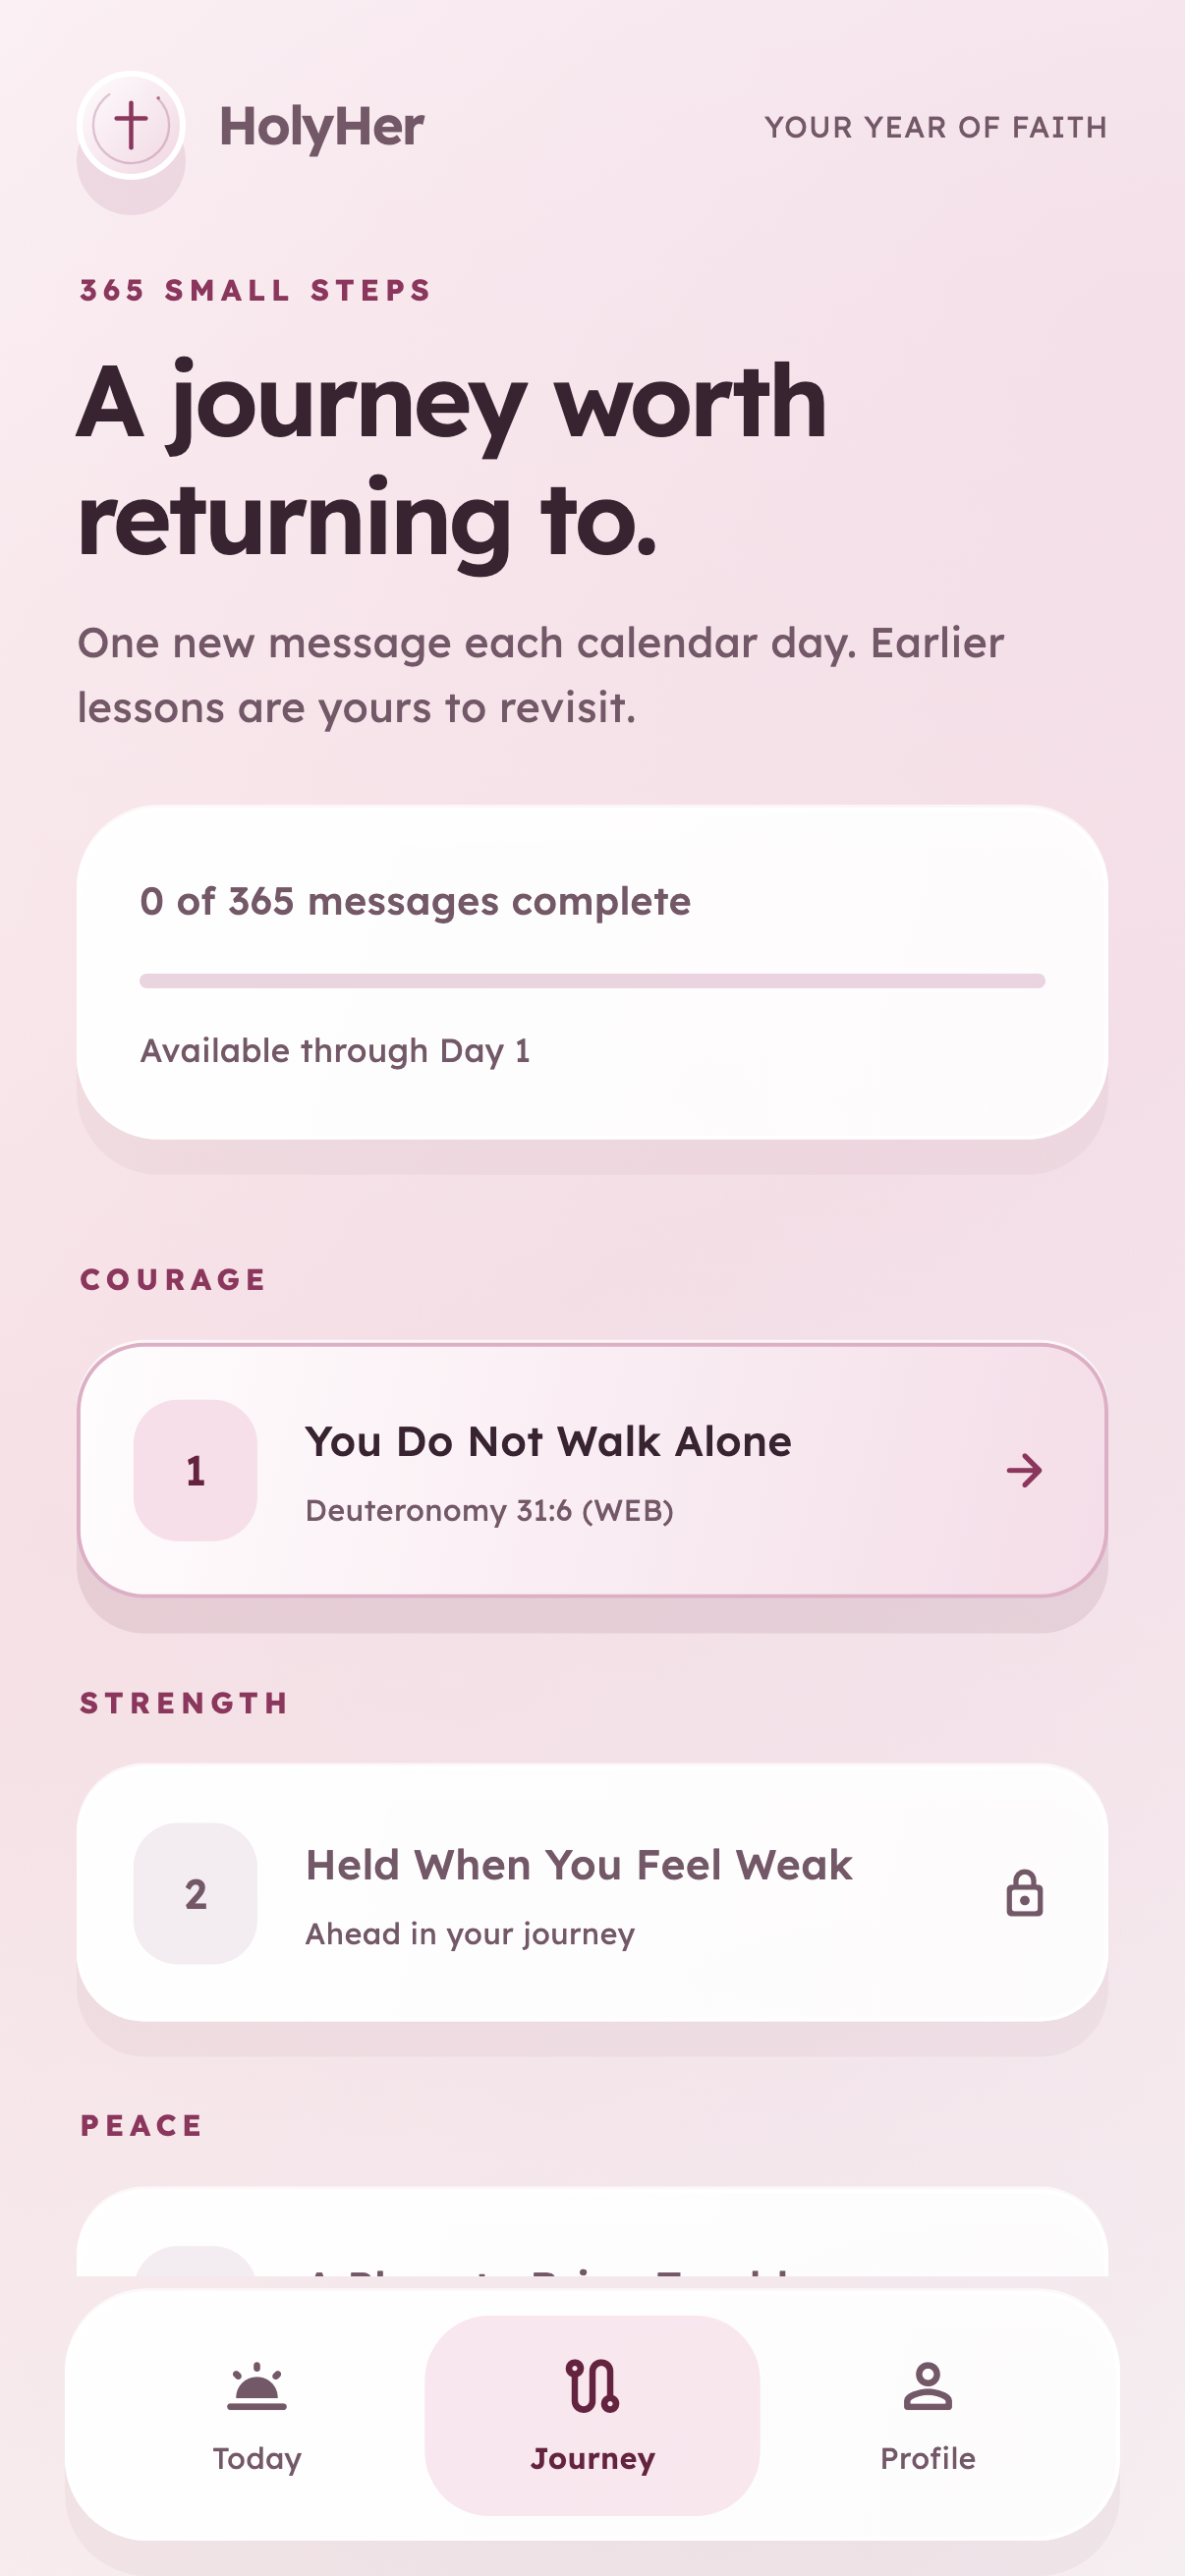 HolyHer
YOUR YEAR OF FAITH
365 SMALL STEPS
A journey worth
returning to.
One new message each calendar day. Earlier
lessons are yours to revisit.
0 of 365 messages complete
Available through Day 1
COURAGE
1
You Do Not Walk Alone
Deuteronomy 31:6 (WEB)
STRENGTH
2
Held When You Feel Weak
Ahead in your journey
PEACE
Today
Journey
Profile